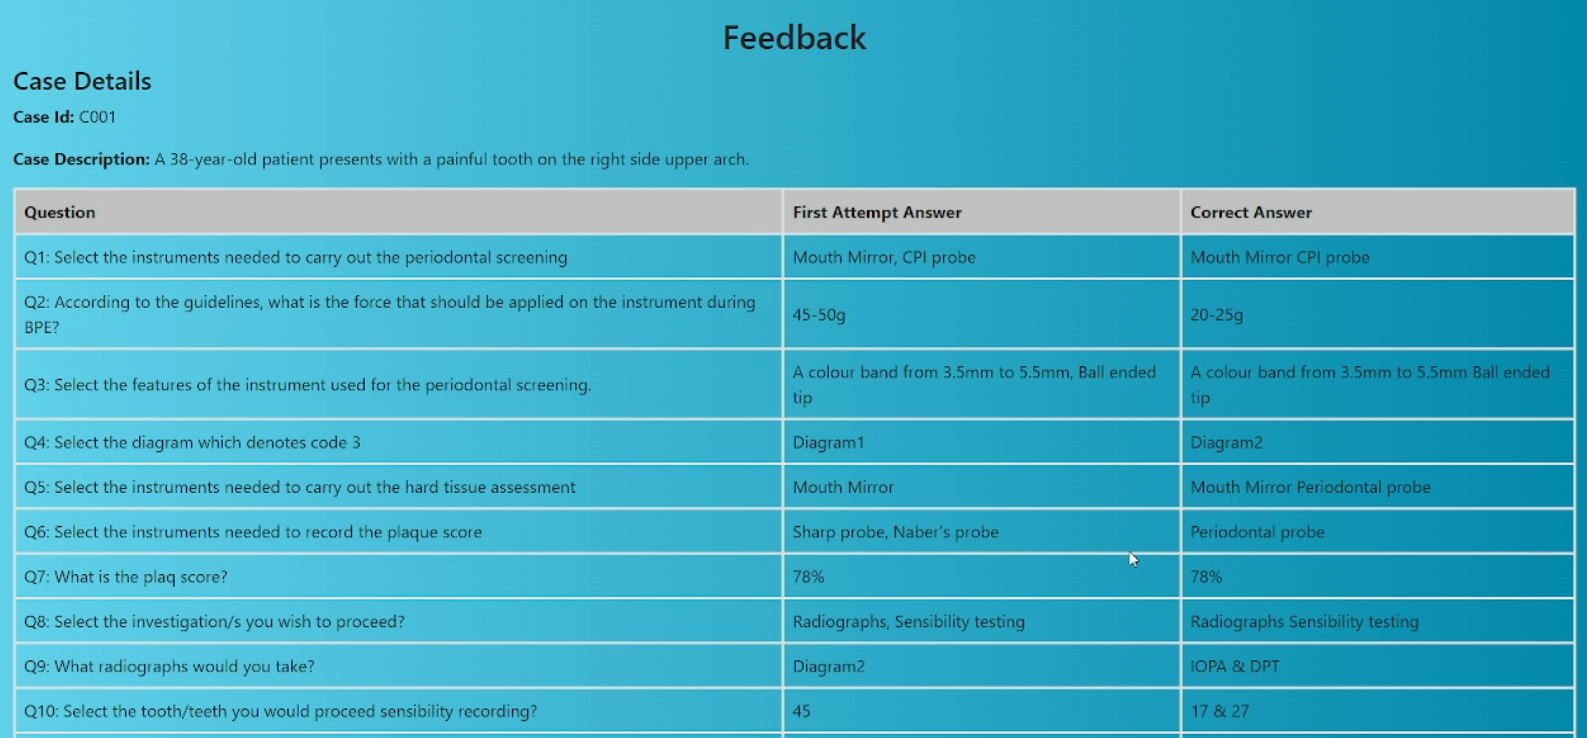 Feedback
Case Details
Case Id: C001
Case Description: A 38-year-old patient presents with a painful tooth on the right side upper arch.
Question First Attempt Answer Correct Answer
Q1: Select the instruments needed to carry out the periodontal screening Mouth Mirror, CPI probe Mouth Mirror CPI probe
Q2: According to the guidelines, what is the force that should be applied on the instrument during
BPE? 45-50g 20-25g
Q3: Select the features of the instrument used for the periodontal screening. A colour band from 3.5mm to 5.5mm, Ball ended A colour band from 3.5mm to 5.5mm Ball ended
tip tip
Q4: Select the diagram which denotes code 3 Diagram1 Diagram2
Q5: Select the instruments needed to carry out the hard tissue assessment Mouth Mirror Mouth Mirror Periodontal probe
Q6: Select the instruments needed to record the plaque score Sharp probe, Naber's probe Periodontal probe
Q7: What is the plaq score? 78% 78%
Q8: Select the investigation/s you wish to proceed? Radiographs, Sensibility testing Radiographs Sensibility testing
Q9: What radiographs would you take? Diagram2 IOPA & DPT
Q10: Select the tooth/teeth you would proceed sensibility recording? 45 17 & 27